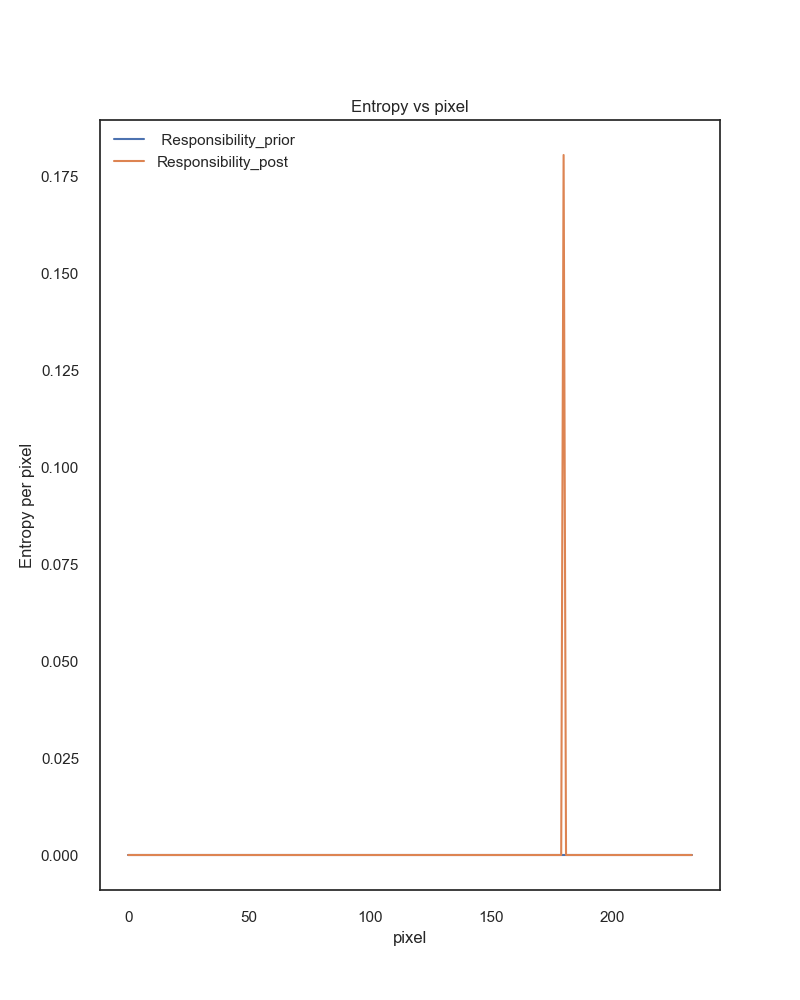 Entropy vs pixel
Responsibility_prior
Responsibility_post
0.175
0.150
0.125
0.100
0.075
0.050
0.025
0.000
Entropy per pixel
0 50 100 150 200
pixel